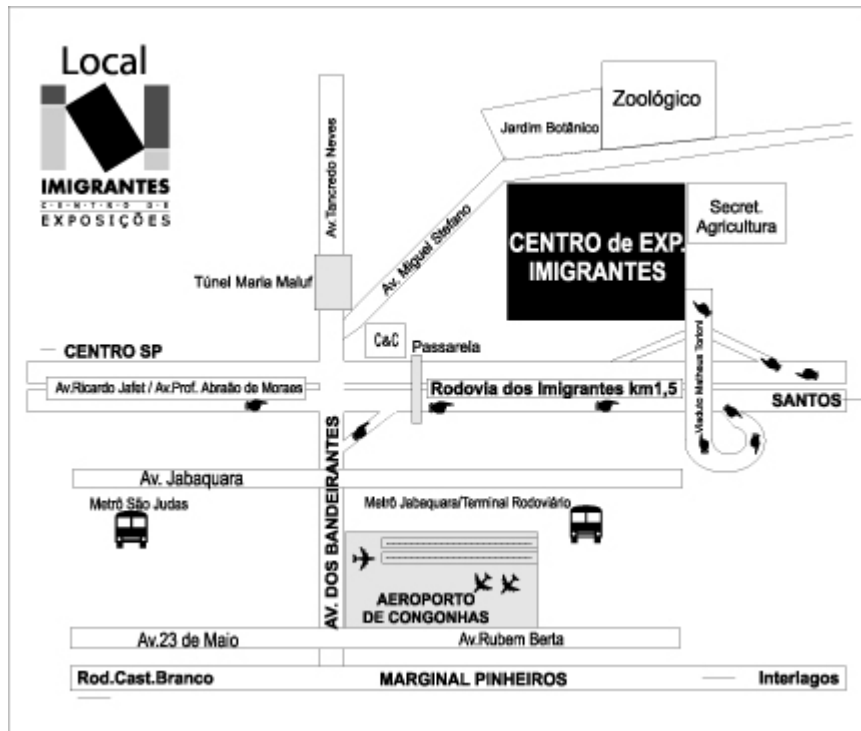 Local
IMIGRANTES
CENTRO DE
EXPOSIÇÕES
Zoológico
Jardim Botânico
Av.Tancredo Neves
Av. Miguel Stefano
Secret.
Agricultura
CENTRO de EXP.
IMIGRANTES
Túnel Maria Maluf
C&C
Passarela
CENTRO SP
Av.Ricardo Jafet / Av.Prof. Abraão de Moraes
Rodovia dos Imigrantes km1,5
Viaduto Matheus Torloni
SANTOS
Av. Jabaquara
Metrô São Judas
Metrô Jabaquara/Terminal Rodoviário
AV. DOS BANDEIRANTES
AEROPORTO
DE CONGONHAS
Av.23 de Maio
Av.Rubem Berta
Rod.Cast.Branco
MARGINAL PINHEIROS
Interlagos